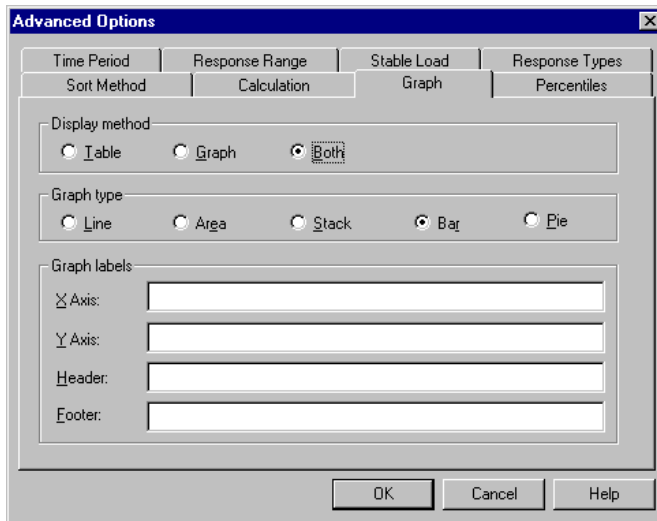 Advanced Options
Time Period Response Range Stable Load Response Types
Sort Method Calculation Graph Percentiles
Display method
Table Graph Both
Graph type
Line Area Stack Bar Pie
Graph labels
X Axis:
Y Axis:
Header:
Footer:
OK Cancel Help